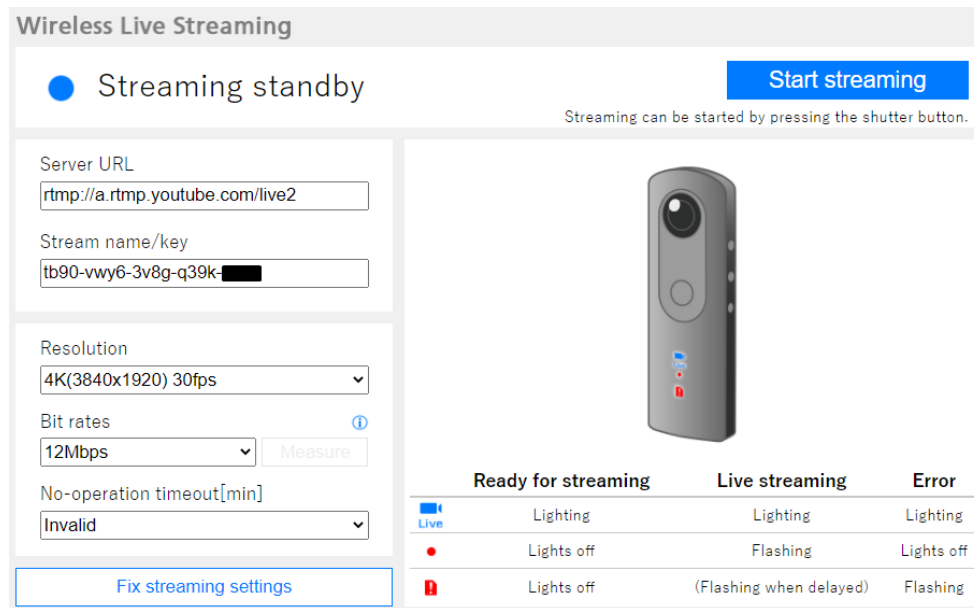 Wireless Live Streaming
Streaming standby
Start streaming
Streaming can be started by pressing the shutter button.
Server URL
rtmp://a.rtmp.youtube.com/live2
Stream name/key
tb90-vwy6-3v8g-q39k-
Resolution
4K(3840x1920) 30fps
Bit rates
12Mbps
Measure
No-operation timeout[min]
Invalid
Fix streaming settings
Ready for streaming Live streaming Error
Live Lighting Lighting Lighting
Lights off Flashing Lights off
Lights off (Flashing when delayed) Flashing